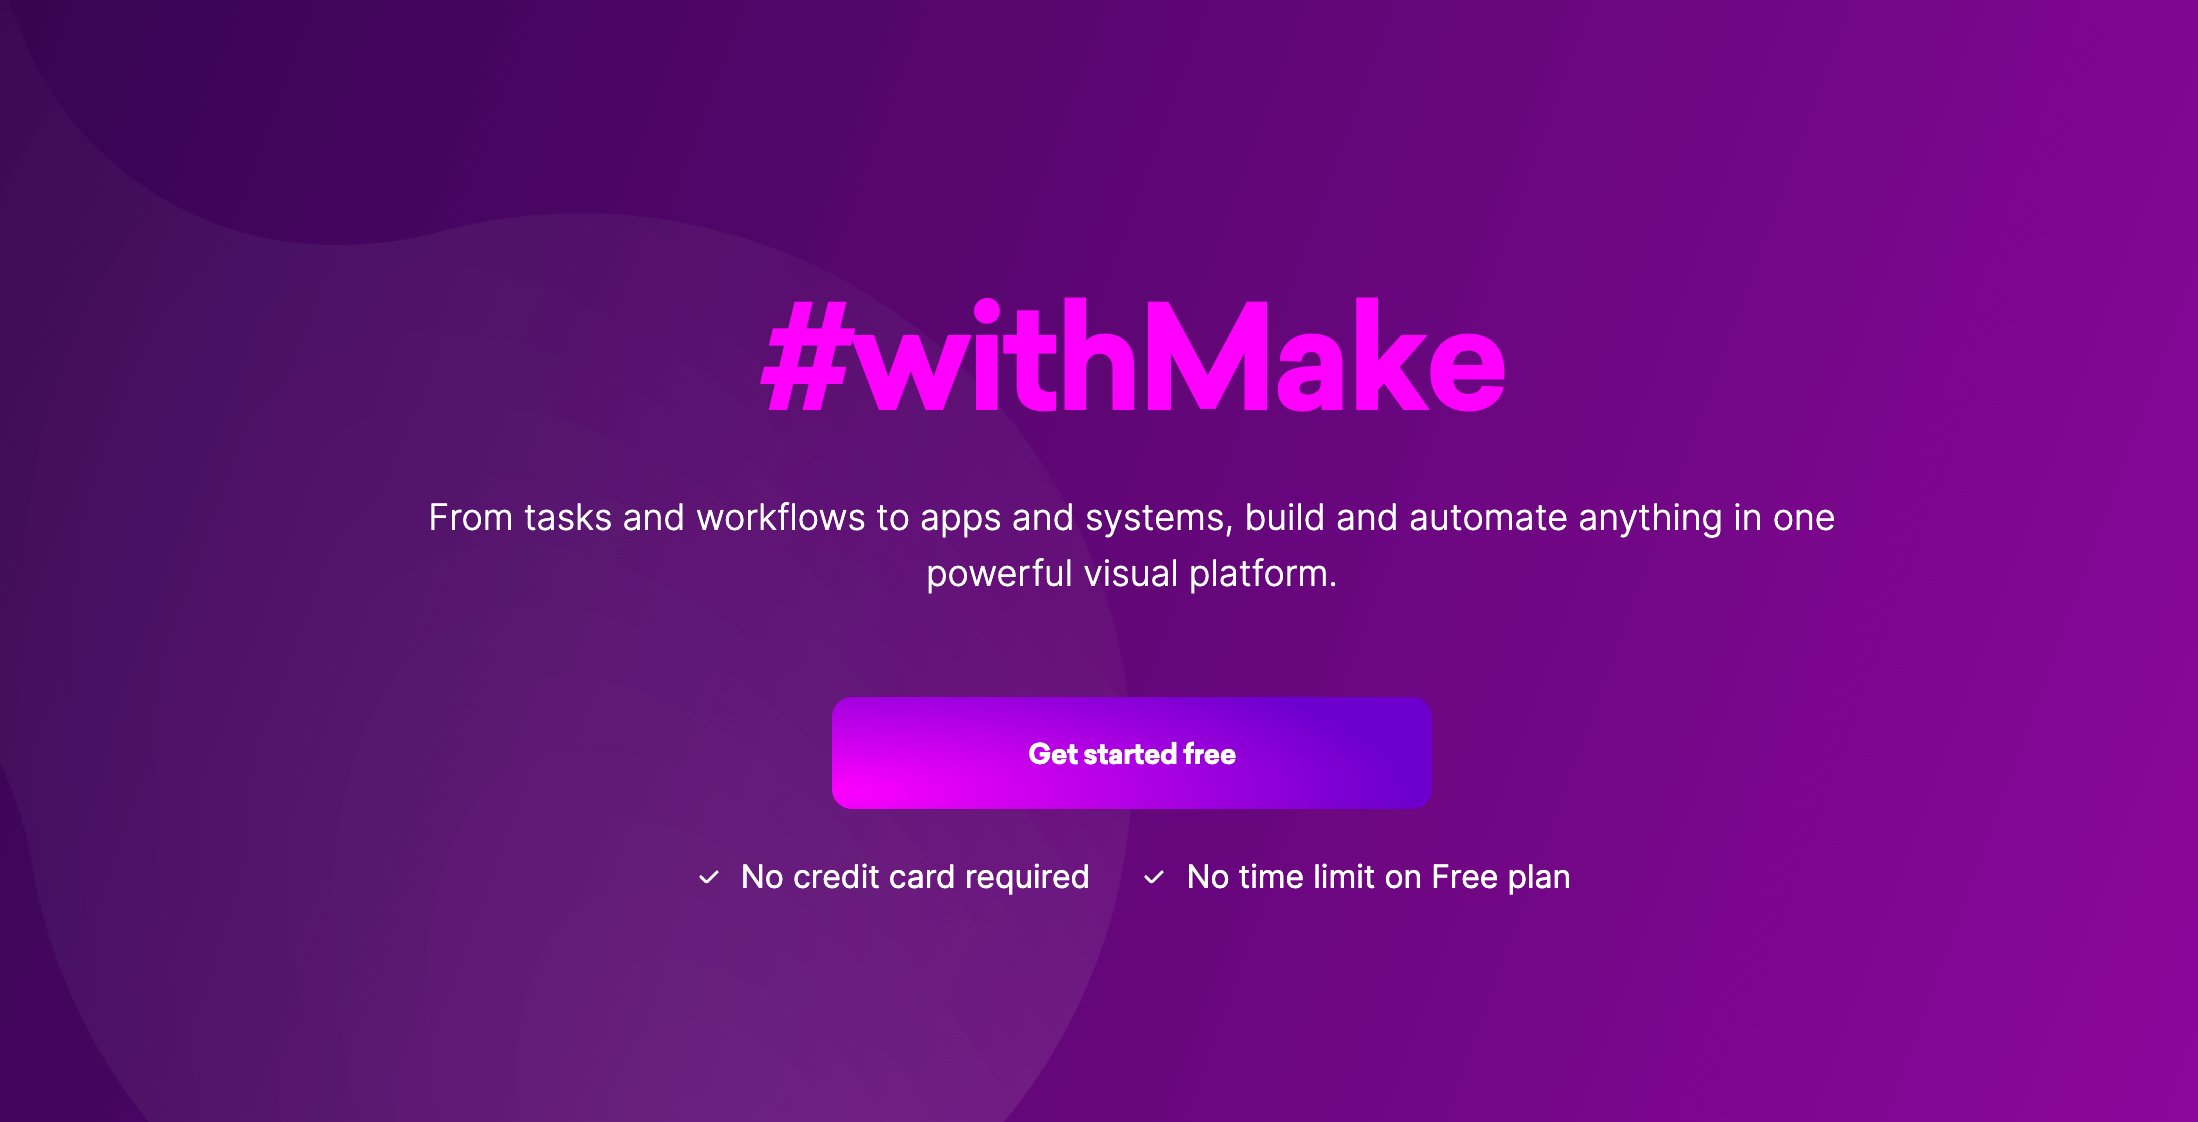 #withMake
From tasks and workflows to apps and systems, build and automate anything in one
powerful visual platform.
Get started free
No credit card required
No time limit on Free plan